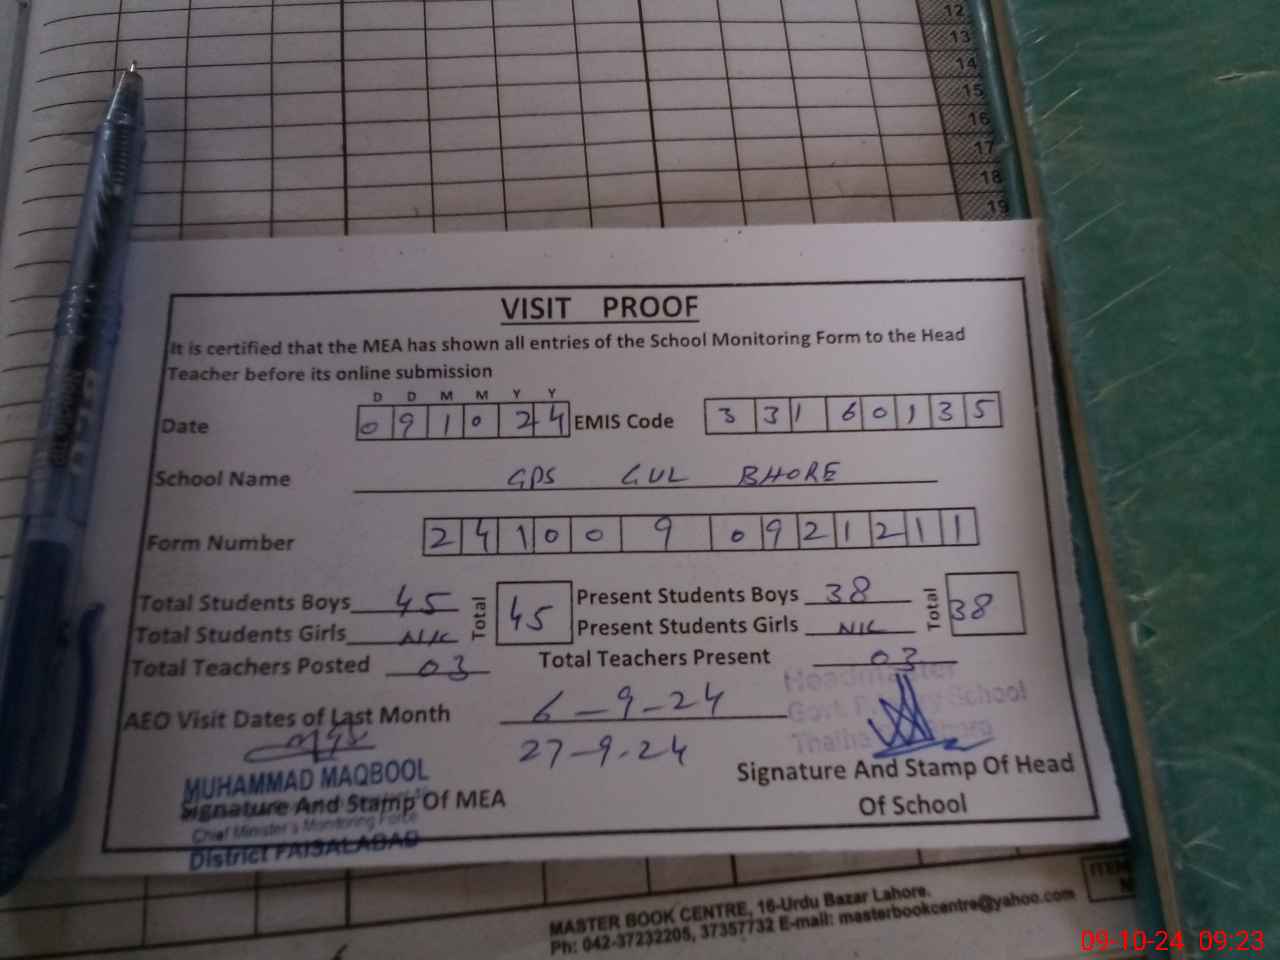 12
13
14
15
16
17
18
19
VISIT PROOF
It is certified that the MEA has shown all entries of the School Monitoring Form to the Head
Teacher before its online submission
D D M M Y Y
Date 0 9 1 0 2 4 EMIS Code 3 3 1 6 0 1 3 5
School Name GPS GUL BHORE
Form Number 2 4 1 0 0 9 0 9 2 1 2 1 1
Total Students Boys 45 Total 45 Present Students Boys 38 Total 38
Total Students Girls NIL Present Students Girls NIL
Total Teachers Posted 03 Total Teachers Present 03
AEO Visit Dates of Last Month 6-9-24
27-9-24
Headmaster
Govt Primary School
MUHAMMAD MAQBOOL
Signature And Stamp Of MEA
Chief Minister's Monitoring Force
District FAISALABAD
Signature And Stamp Of Head
Of School
MASTER BOOK CENTRE, 16-Urdu Bazar Lahore.
Ph: 042-37232205, 37357732 E-mail: masterbookcentre@yahoo.com
ITEM
09-10-24 09:23